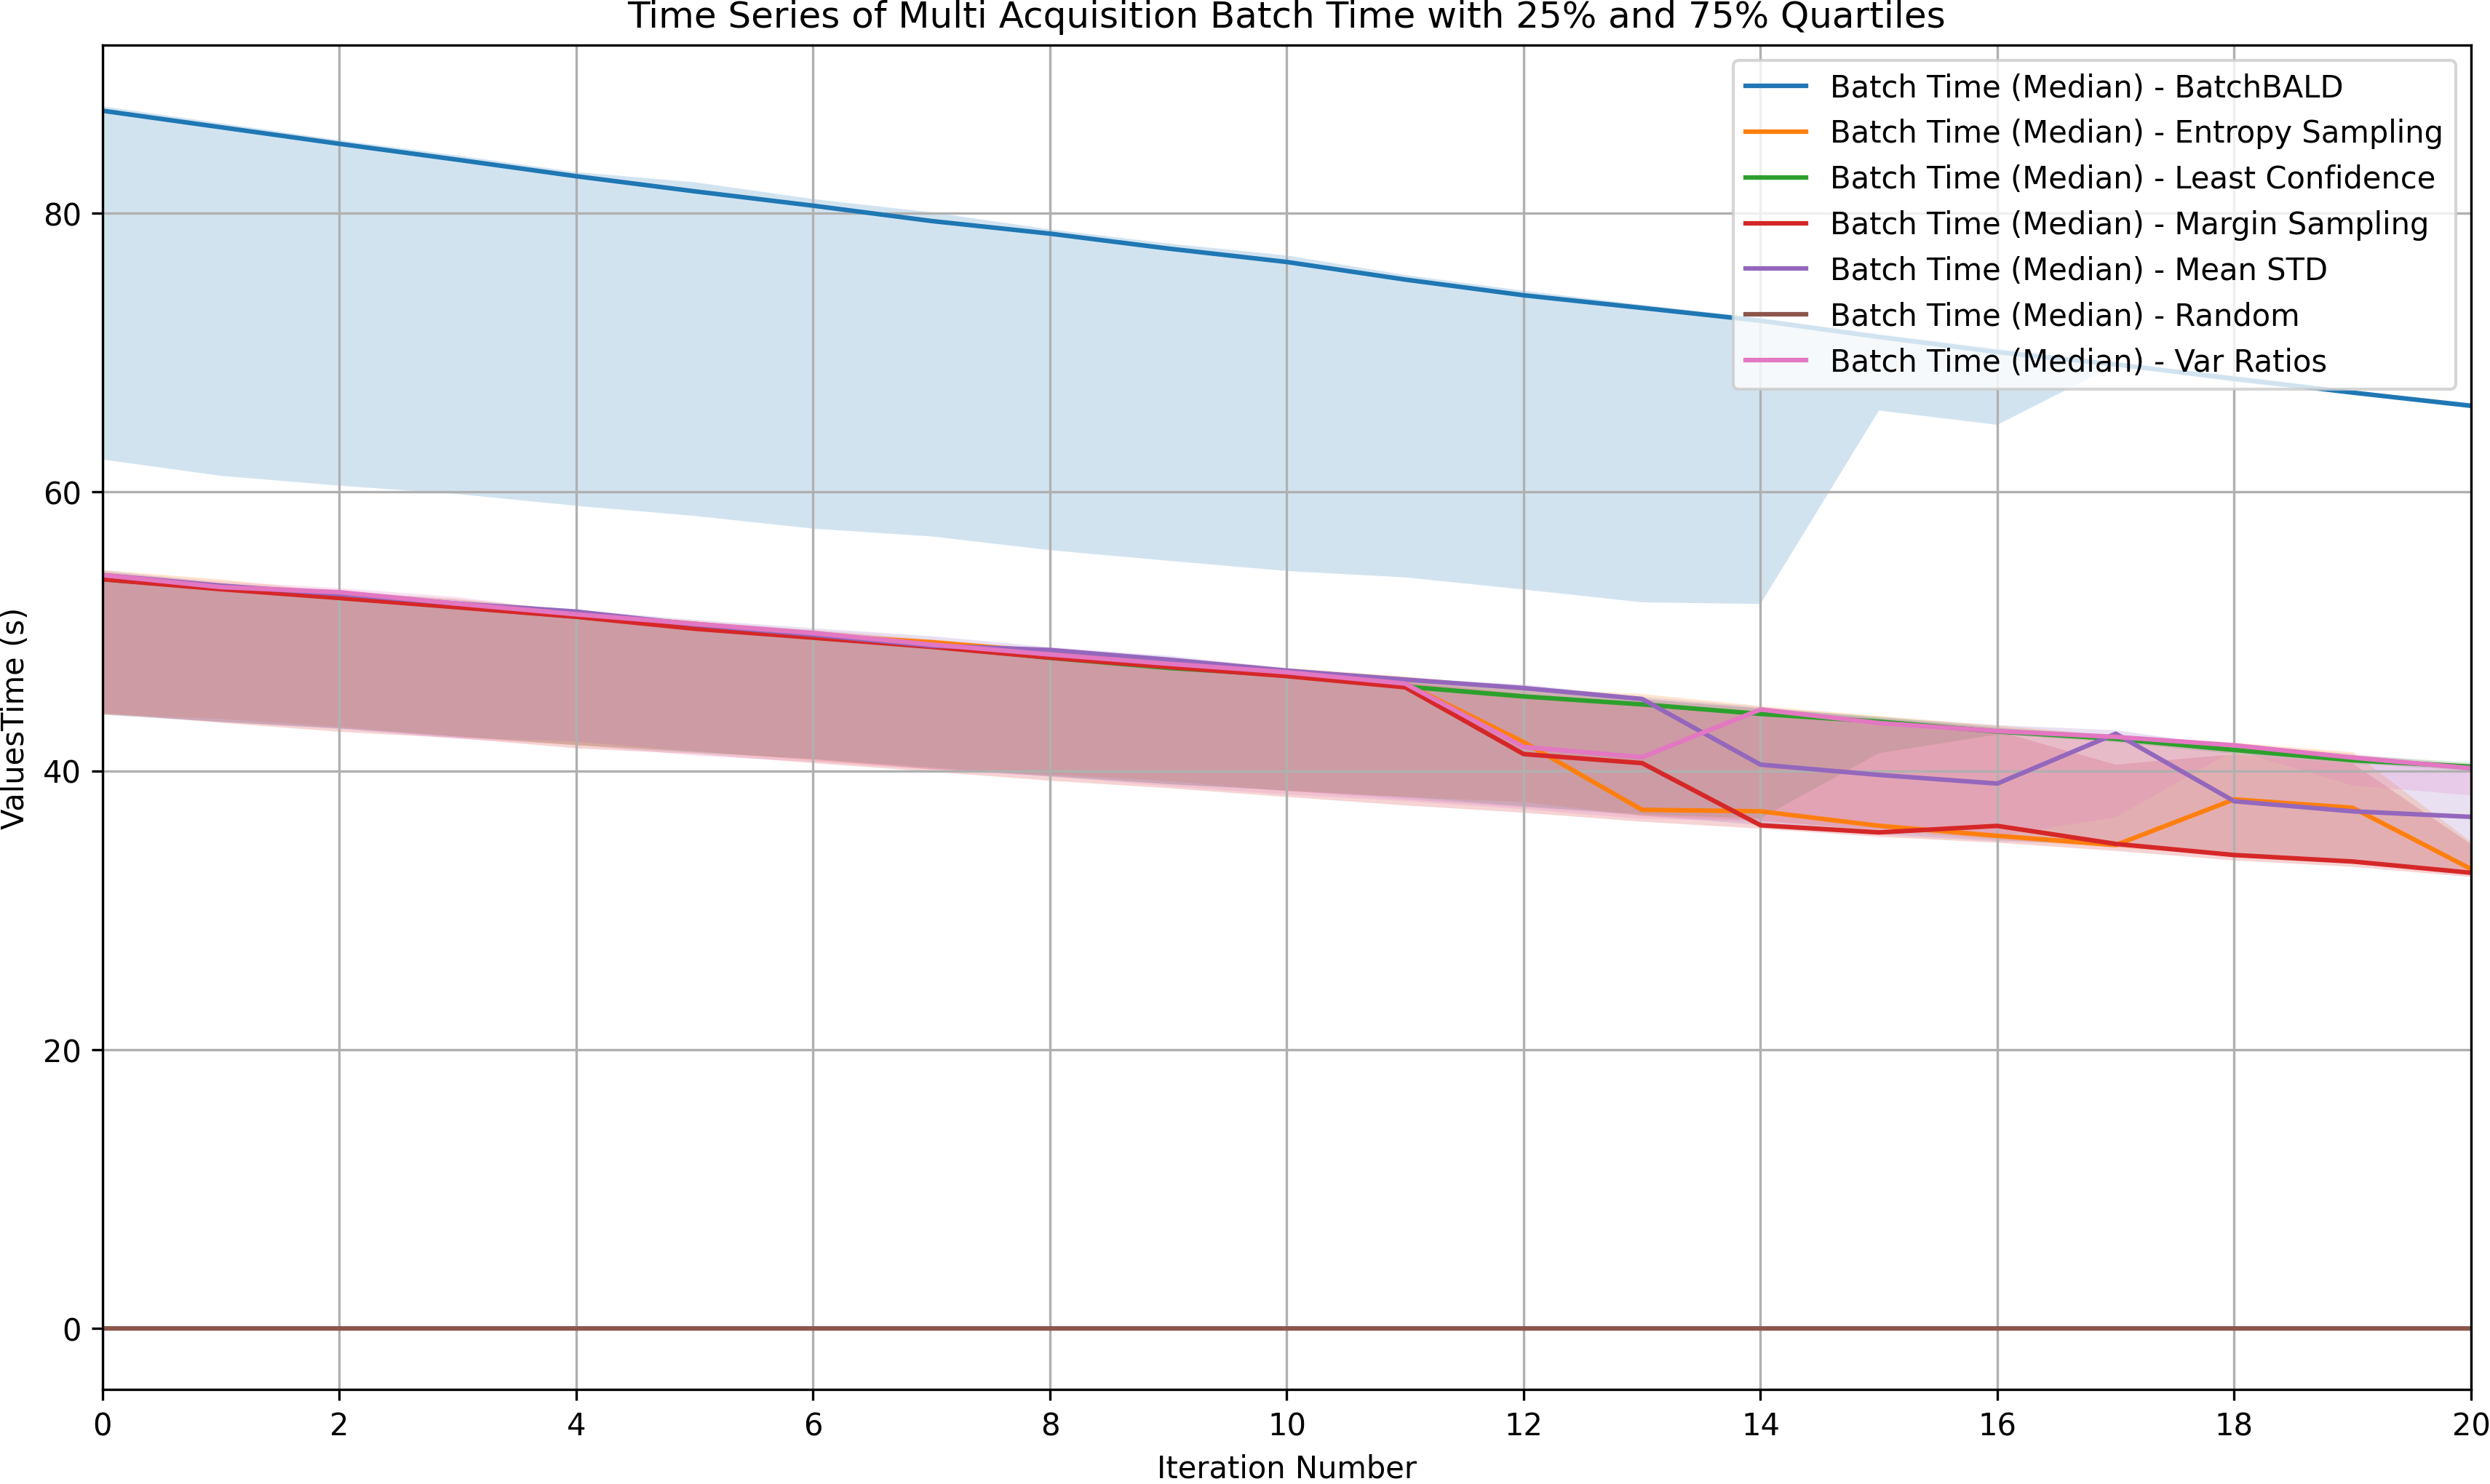 Time Series of Multi Acquisition Batch Time with 25% and 75% Quartiles
Batch Time (Median) - BatchBALD
Batch Time (Median) - Entropy Sampling
Batch Time (Median) - Least Confidence
Batch Time (Median) - Margin Sampling
Batch Time (Median) - Mean STD
Batch Time (Median) - Random
Batch Time (Median) - Var Ratios
ValuesTime (s)
80
60
40
20
0
0 2 4 6 8 10 12 14 16 18 20
Iteration Number